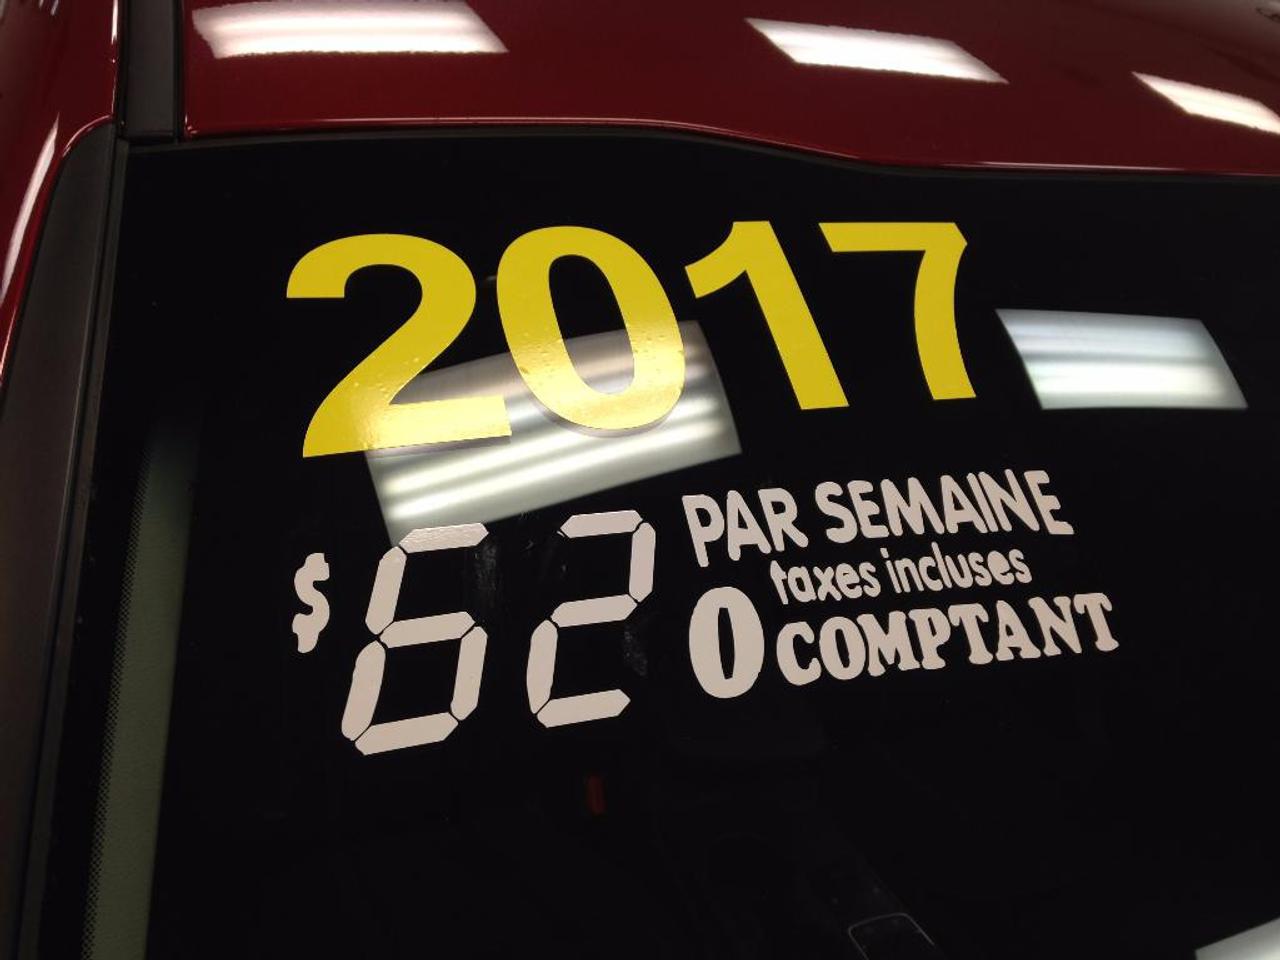 2017
$62 PAR SEMAINE
taxes incluses
0 COMPTANT